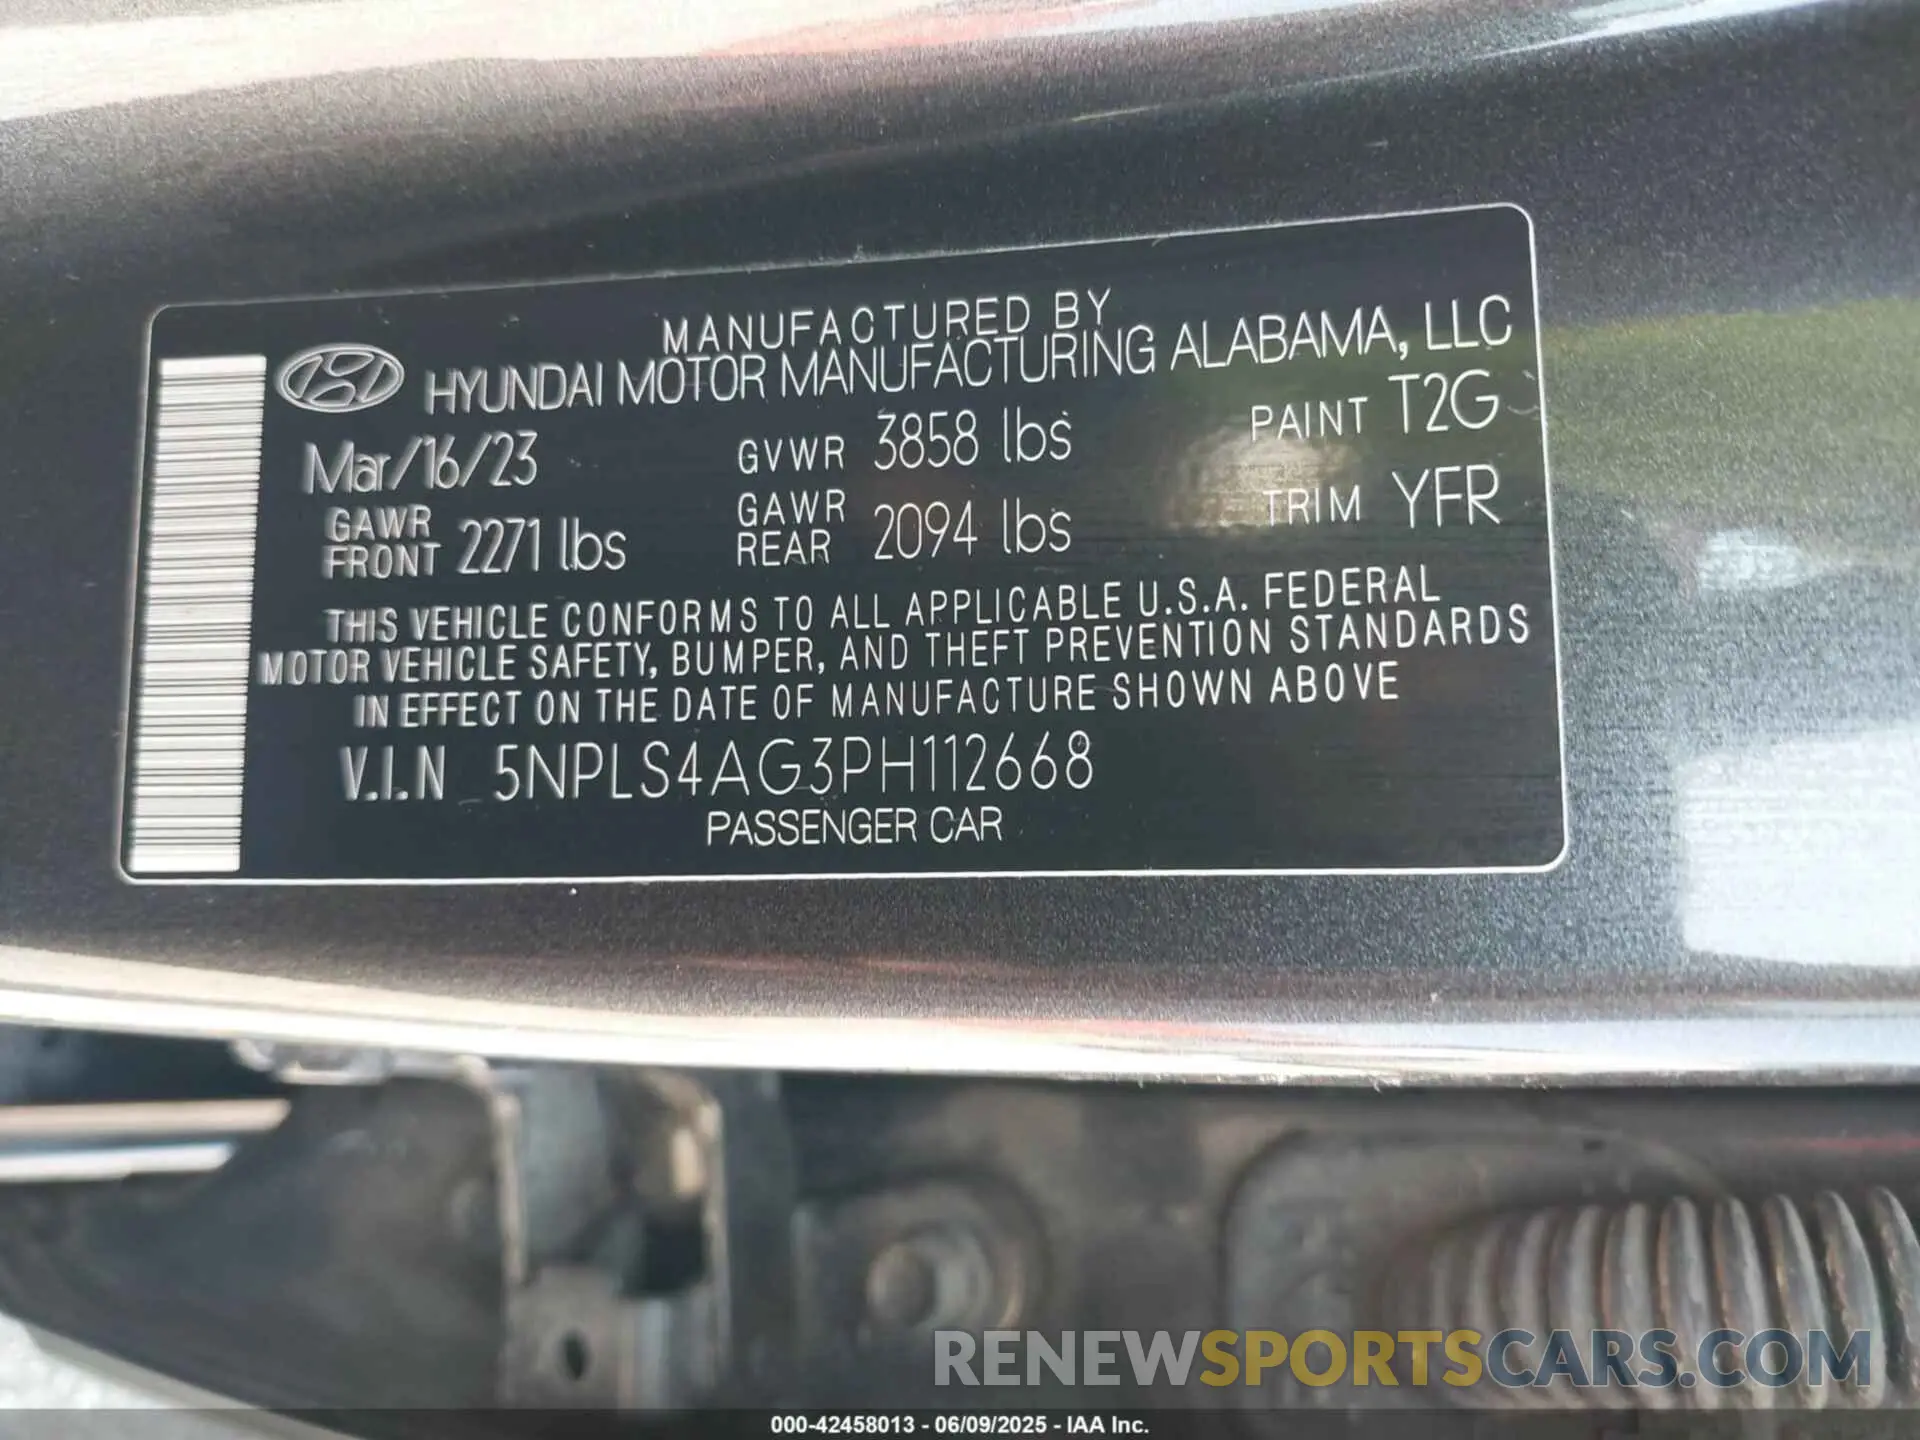 MANUFACTURED BY
HYUNDAI MOTOR MANUFACTURING ALABAMA, LLC
Mar/16/23 GVWR 3858 lbs PAINT T2G
GAWR FRONT 2271 lbs GAWR REAR 2094 lbs TRIM YFR
THIS VEHICLE CONFORMS TO ALL APPLICABLE U.S.A. FEDERAL
MOTOR VEHICLE SAFETY, BUMPER, AND THEFT PREVENTION STANDARDS
IN EFFECT ON THE DATE OF MANUFACTURE SHOWN ABOVE
V.I.N 5NPLS4AG3PH112668
PASSENGER CAR
RENEWSPORTSCARS.COM
000-42458013 - 06/09/2025 - IAA Inc.